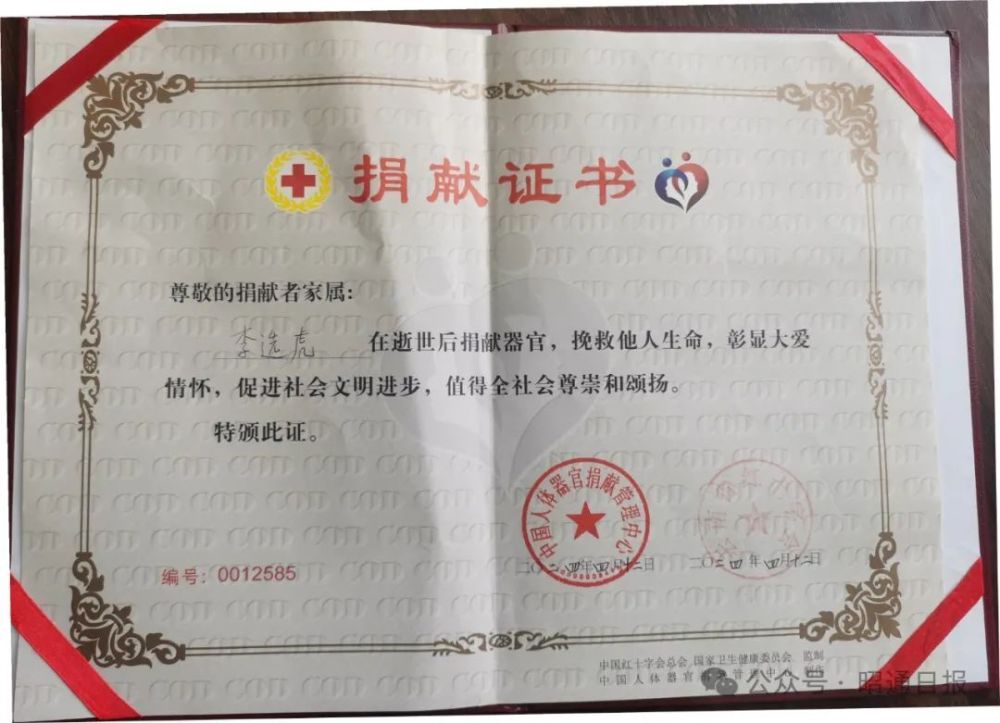 捐献证书
尊敬的捐献者家属:
李选虎 在逝世后捐献器官，挽救他人生命，彰显大爱
情怀，促进社会文明进步，值得全社会尊崇和颂扬。
特颁此证。
中国人体器官捐献管理中心
二〇二四年四月十二日 二〇二四年四月十二日
编号：0012585
中国红十字会总会 国家卫生健康委员会 监制
中国人体器官 管理中心 制作
公众号·昭通日报